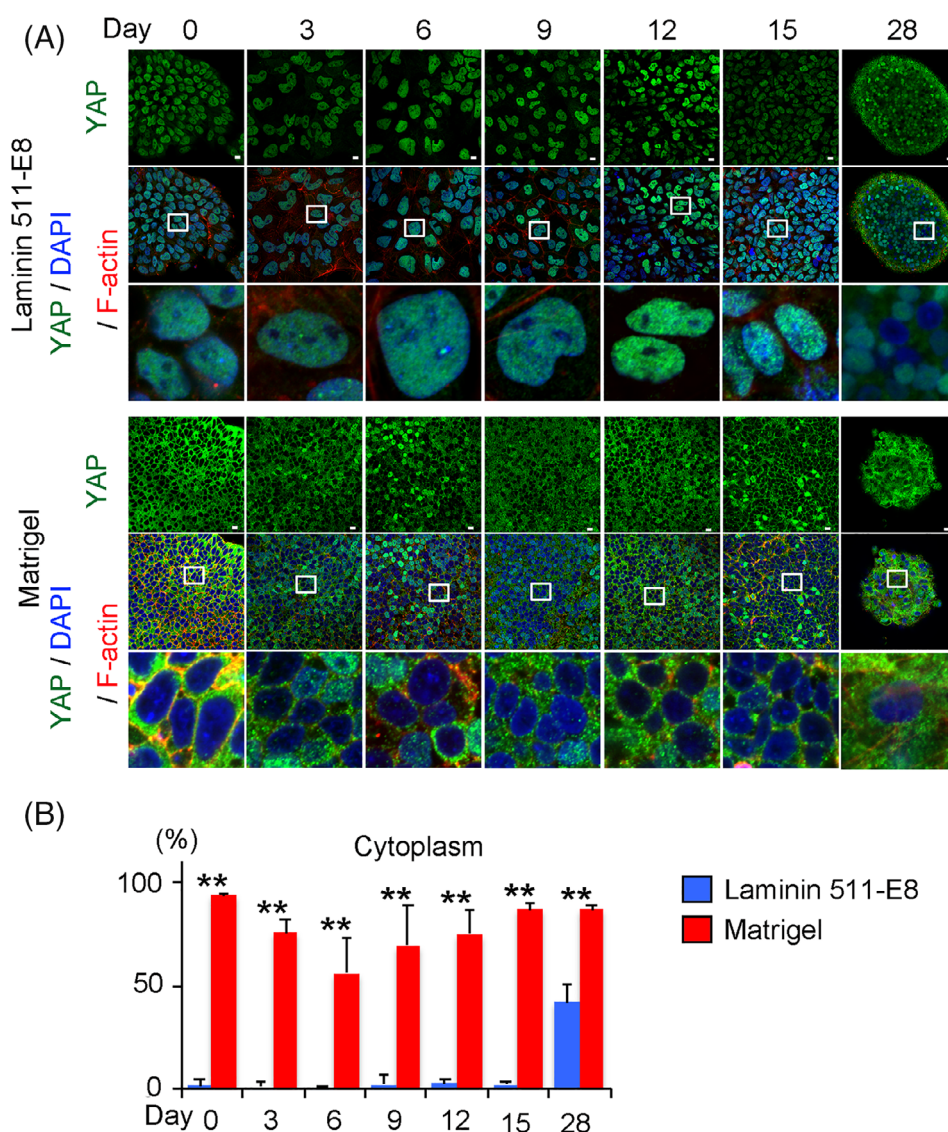 (A)
Day 0 3 6 9 12 15 28
Laminin 511-E8
YAP
YAP / DAPI
/ F-actin
Matrigel
YAP
YAP / DAPI
/ F-actin
(B)
(%)
Cytoplasm
100
50
0
** ** ** ** ** ** **
Day 0 3 6 9 12 15 28
Laminin 511-E8
Matrigel